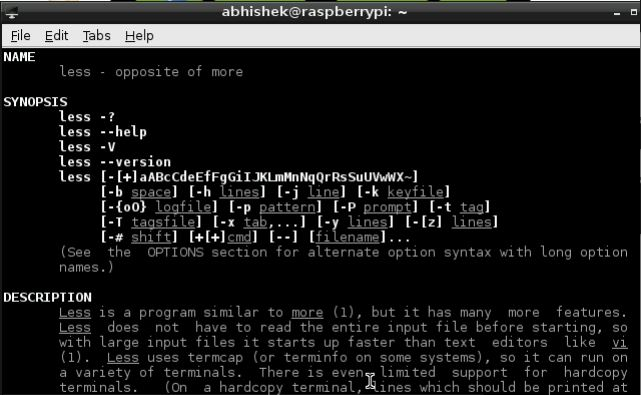 abhishek@raspberrypi: ~
File Edit Tabs Help
NAME
less - opposite of more
SYNOPSIS
less -?
less --help
less -V
less --version
less [-[+]aABcCdeEfFgGiIJKLmMnNqQrRsSuUVwWX~]
[-b space] [-h lines] [-j line] [-k keyfile]
[-{oO} logfile] [-p pattern] [-P prompt] [-t tag]
[-T tagsfile] [-x tab,...] [-y lines] [-[z] lines]
[-# shift] [+[+]cmd] [--] [filename]...
(See the OPTIONS section for alternate option syntax with long option
names.)
DESCRIPTION
Less is a program similar to more (1), but it has many more features.
Less does not have to read the entire input file before starting, so
with large input files it starts up faster than text editors like vi
(1). Less uses termcap (or terminfo on some systems), so it can run on
a variety of terminals. There is even limited support for hardcopy
terminals. (On a hardcopy terminal, lines which should be printed at